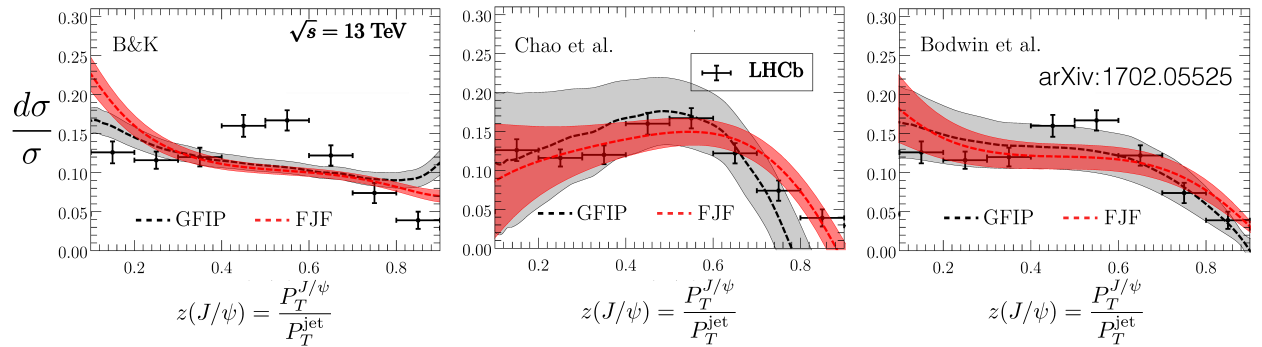 B&K
√s = 13 TeV
dσ
σ
0.30
0.25
0.20
0.15
0.10
0.05
0.00
GFIP
FJF
0.2
0.4
0.6
0.8
z(J/ψ) = P_T^{J/ψ} / P_T^{jet}
Chao et al.
LHCb
0.30
0.25
0.20
0.15
0.10
0.05
0.00
GFIP
FJF
0.2
0.4
0.6
0.8
z(J/ψ) = P_T^{J/ψ} / P_T^{jet}
Bodwin et al.
arXiv:1702.05525
0.30
0.25
0.20
0.15
0.10
0.05
0.00
GFIP
FJF
0.2
0.4
0.6
0.8
z(J/ψ) = P_T^{J/ψ} / P_T^{jet}